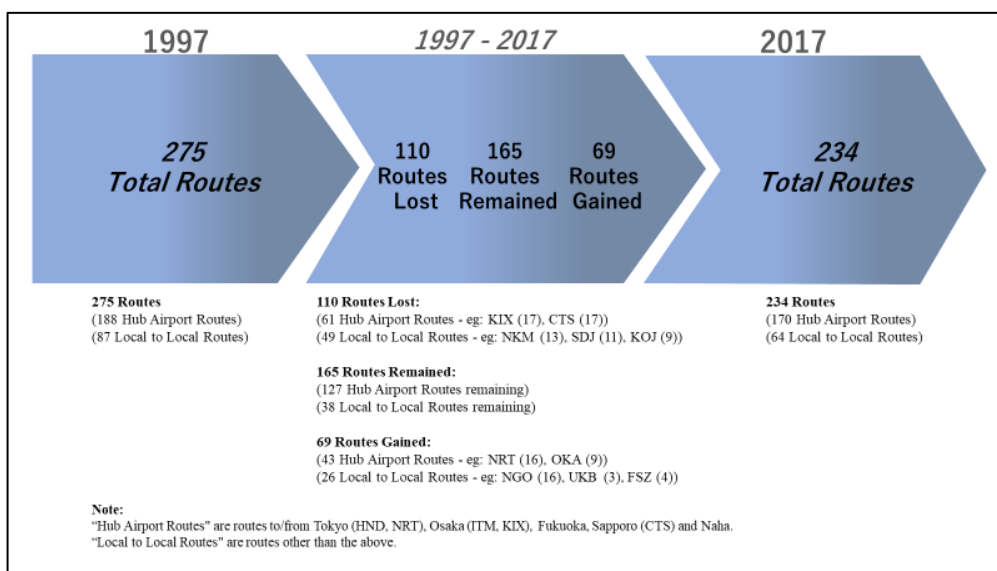 1997
1997 - 2017
2017
275
Total Routes
110
Routes
Lost
165
Routes
Remained
69
Routes
Gained
234
Total Routes
275 Routes
(188 Hub Airport Routes)
(87 Local to Local Routes)
110 Routes Lost:
(61 Hub Airport Routes - eg: KIX (17), CTS (17))
(49 Local to Local Routes - eg: NKM (13), SDJ (11), KOJ (9))
165 Routes Remained:
(127 Hub Airport Routes remaining)
(38 Local to Local Routes remaining)
69 Routes Gained:
(43 Hub Airport Routes - eg: NRT (16), OKA (9))
(26 Local to Local Routes - eg: NGO (16), UKB (3), FSZ (4))
234 Routes
(170 Hub Airport Routes)
(64 Local to Local Routes)
Note:
“Hub Airport Routes” are routes to/from Tokyo (HND, NRT), Osaka (ITM, KIX), Fukuoka, Sapporo (CTS) and Naha.
“Local to Local Routes” are routes other than the above.